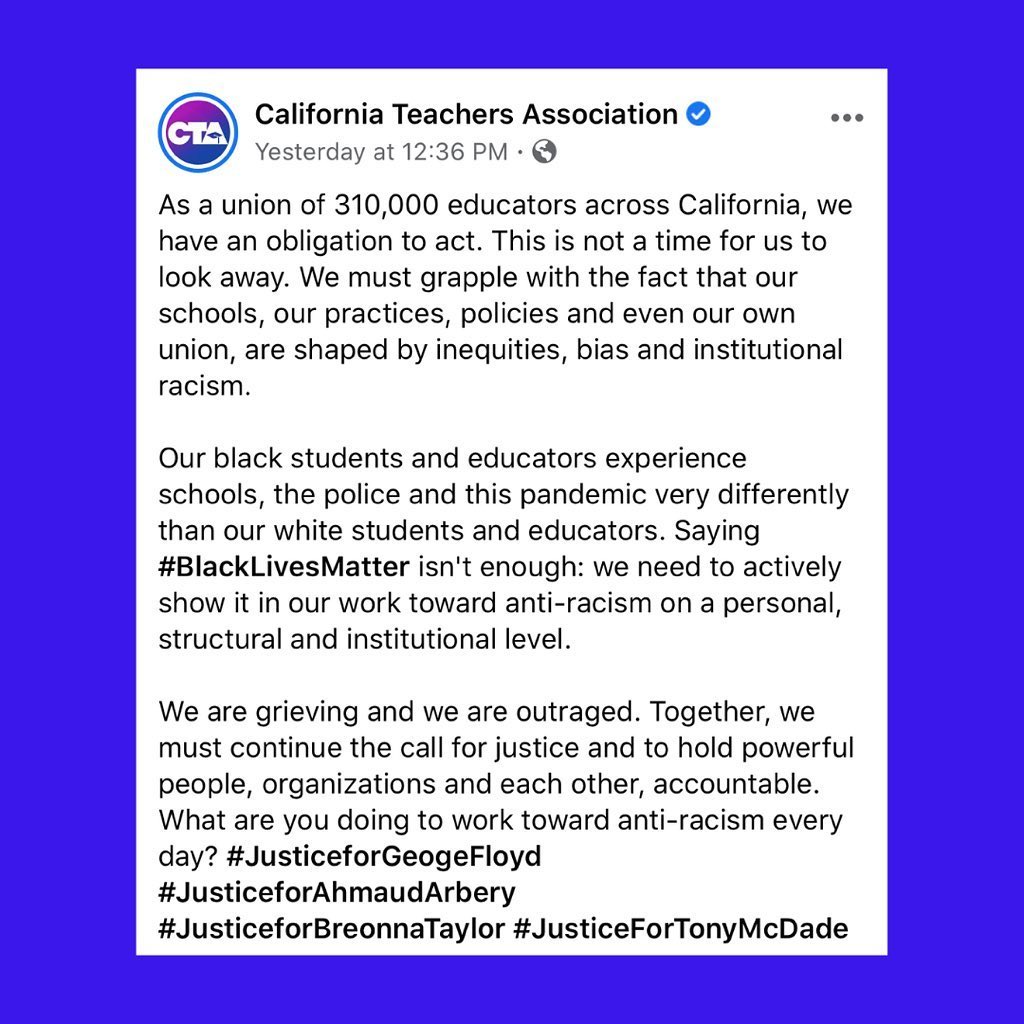 CTA
California Teachers Association
Yesterday at 12:36 PM ·
As a union of 310,000 educators across California, we
have an obligation to act. This is not a time for us to
look away. We must grapple with the fact that our
schools, our practices, policies and even our own
union, are shaped by inequities, bias and institutional
racism.
Our black students and educators experience
schools, the police and this pandemic very differently
than our white students and educators. Saying
#BlackLivesMatter isn't enough: we need to actively
show it in our work toward anti-racism on a personal,
structural and institutional level.
We are grieving and we are outraged. Together, we
must continue the call for justice and to hold powerful
people, organizations and each other, accountable.
What are you doing to work toward anti-racism every
day? #JusticeforGeogeFloyd
#JusticeforAhmaudArbery
#JusticeforBreonnaTaylor #JusticeForTonyMcDade